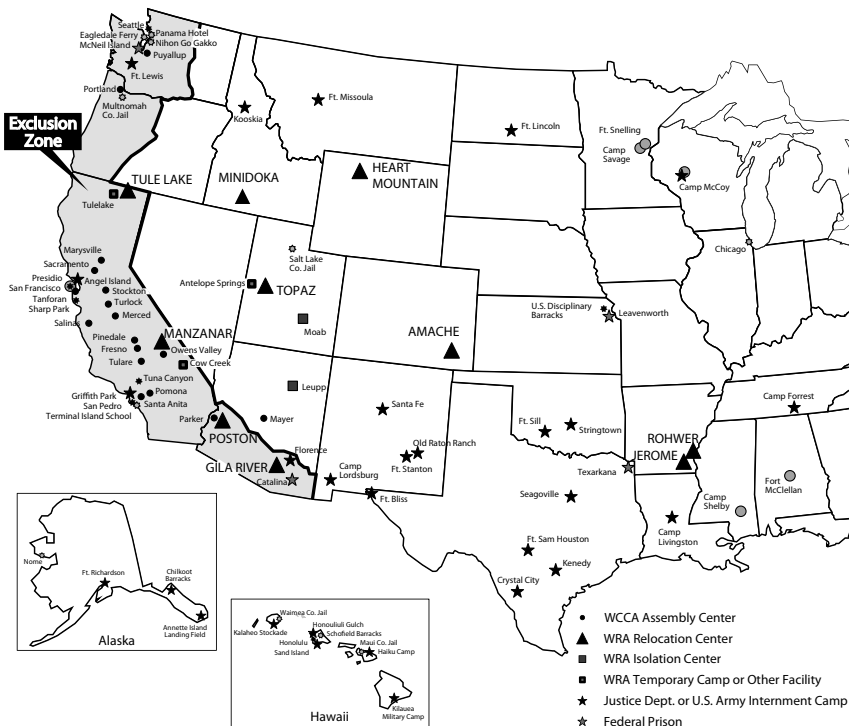 Seattle
Eagledale Ferry
McNeil Island
Panama Hotel
Nihon Go Gakko
Puyallup
Ft. Lewis
Portland
Multnomah
Co. Jail
Exclusion
Zone
Kooskia
Ft. Missoula
Ft. Lincoln
Ft. Snelling
Camp
Savage
Camp McCoy
TULE LAKE
Tulelake
MINIDOKA
HEART
MOUNTAIN
Marysville
Sacramento
Presidio
San Francisco
Angel Island
Tanforan
Sharp Park
Stockton
Turlock
Merced
Salinas
Pinedale
Fresno
Tulare
MANZANAR
Owens Valley
Cow Creek
Tuna Canyon
Griffith Park
San Pedro
Terminal Island School
Pomona
Santa Anita
Salt Lake
Co. Jail
Antelope Springs
TOPAZ
Moab
AMACHE
U.S. Disciplinary
Barracks
Leavenworth
Chicago
Leupp
Parker
Mayer
POSTON
Florence
GILA RIVER
Catalina
Santa Fe
Old Raton Ranch
Ft. Stanton
Camp
Lordsburg
Ft. Bliss
Ft. Sill
Stringtown
Camp Forrest
ROHWER
JEROME
Texarkana
Seagoville
Camp
Shelby
Fort
McClellan
Camp
Livingston
Ft. Sam Houston
Kenedy
Crystal City
Nome
Ft. Richardson
Chilkoot
Barracks
Annette Island
Landing Field
Alaska
Waimea Co. Jail
Kalaheo Stockade
Honouliuli Gulch
Schofield Barracks
Honolulu
Sand Island
Maui Co. Jail
Haiku Camp
Kilauea
Military Camp
Hawaii
WCCA Assembly Center
WRA Relocation Center
WRA Isolation Center
WRA Temporary Camp or Other Facility
Justice Dept. or U.S. Army Internment Camp
Federal Prison